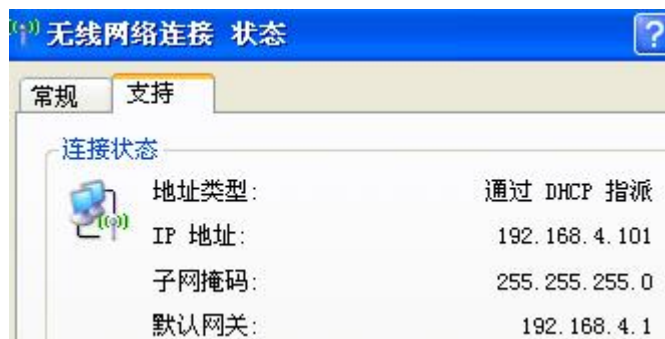 无线网络连接 状态
常规 支持
连接状态
地址类型: 通过 DHCP 指派
IP 地址: 192.168.4.101
子网掩码: 255.255.255.0
默认网关: 192.168.4.1